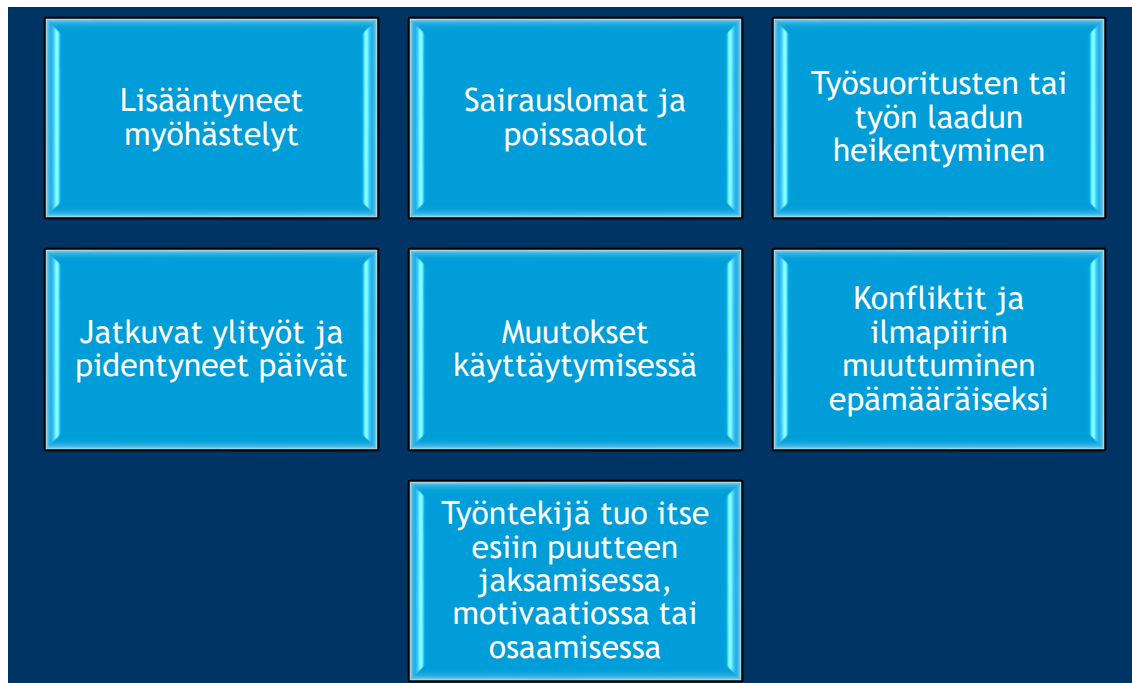 Lisääntyneet
myöhästelyt
Sairauslomat ja
poissaolot
Työsuoritusten tai
työn laadun
heikentyminen
Jatkuvat ylityöt ja
pidentyneet päivät
Muutokset
käyttäytymisessä
Konfliktit ja
ilmapiirin
muuttuminen
epämääräiseksi
Työntekijä tuo itse
esiin puutteen
jaksamisessa,
motivaatiossa tai
osaamisessa